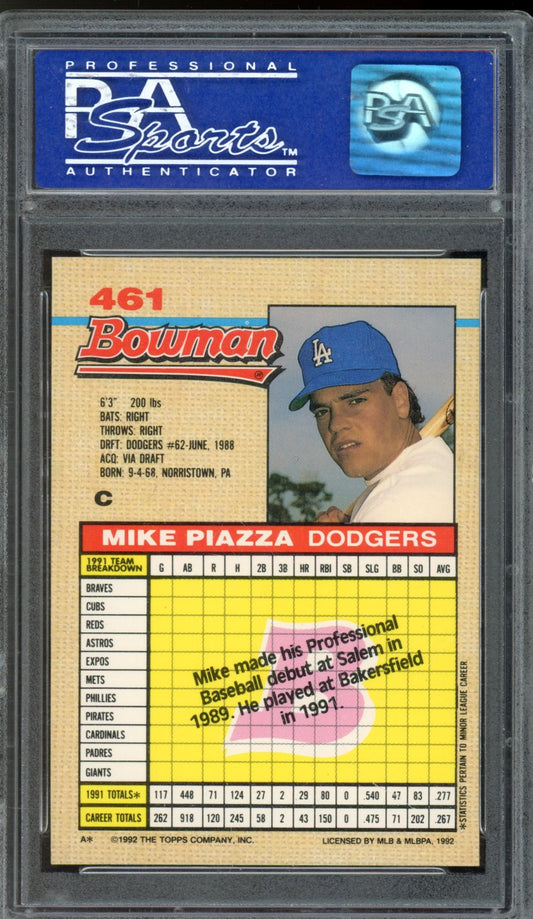 PROFESSIONAL
PSA
Sports™
AUTHENTICATOR
PSA
461
Bowman®
6'3" 200 lbs
BATS: RIGHT
THROWS: RIGHT
DRFT: DODGERS #62-JUNE, 1988
ACQ: VIA DRAFT
BORN: 9-4-68, NORRISTOWN, PA
C
LA
MIKE PIAZZA DODGERS
1991 TEAM BREAKDOWN G AB R H 2B 3B HR RBI SB SLG BB SO AVG
BRAVES
CUBS
REDS
ASTROS
EXPOS
METS
PHILLIES
PIRATES
CARDINALS
PADRES
GIANTS
B
Mike made his Professional
Baseball debut at Salem in
1989. He played at Bakersfield
in 1991.
1991 TOTALS* 117 448 71 124 27 2 29 80 0 .540 47 83 .277
CAREER TOTALS 262 918 120 245 58 2 43 150 0 .475 71 202 .267
*STATISTICS PERTAIN TO MINOR LEAGUE CAREER
A* ©1992 THE TOPPS COMPANY, INC. LICENSED BY MLB & MLBPA, 1992